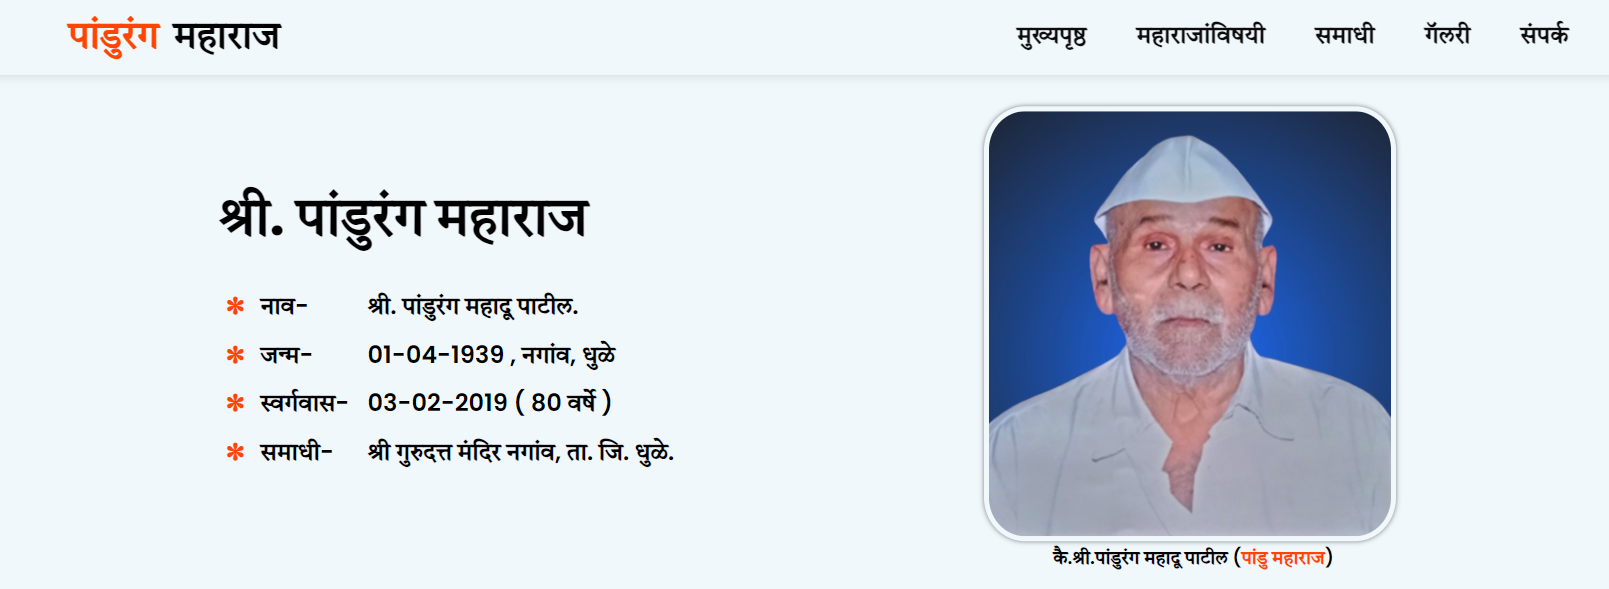 पांडुरंग महाराज
मुख्यपृष्ठ महाराजांविषयी समाधी गॅलरी संपर्क
श्री. पांडुरंग महाराज
✻ नाव- श्री. पांडुरंग महादू पाटील.
✻ जन्म- 01-04-1939 , नगांव, धुळे
✻ स्वर्गवास- 03-02-2019 ( 80 वर्षे )
✻ समाधी- श्री गुरुदत्त मंदिर नगांव, ता. जि. धुळे.
कै.श्री.पांडुरंग महादू पाटील (पांडु महाराज)